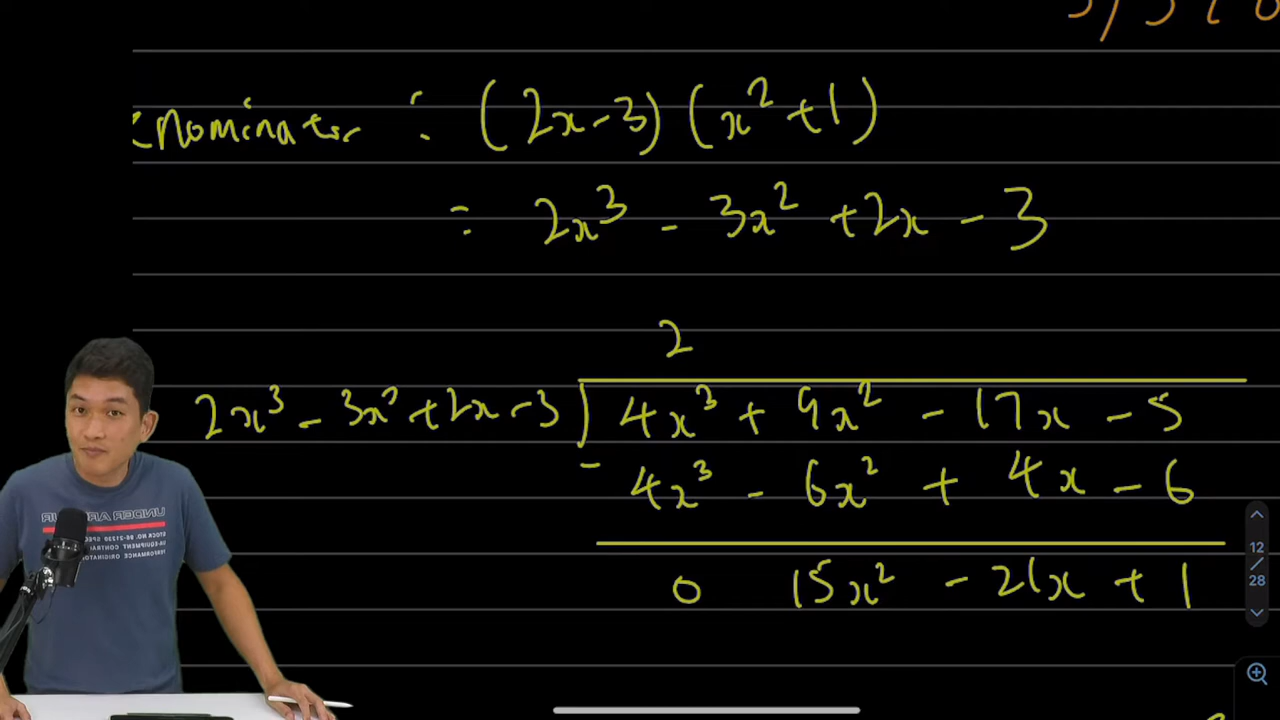 : (2x-3)(x²+1)
= 2x³ - 3x² + 2x - 3
2
2x³ - 3x² + 2x - 3 ) 4x³ + 9x² - 17x - 5
- 4x³ - 6x² + 4x - 6
0 15x² - 21x + 1
12
/
28